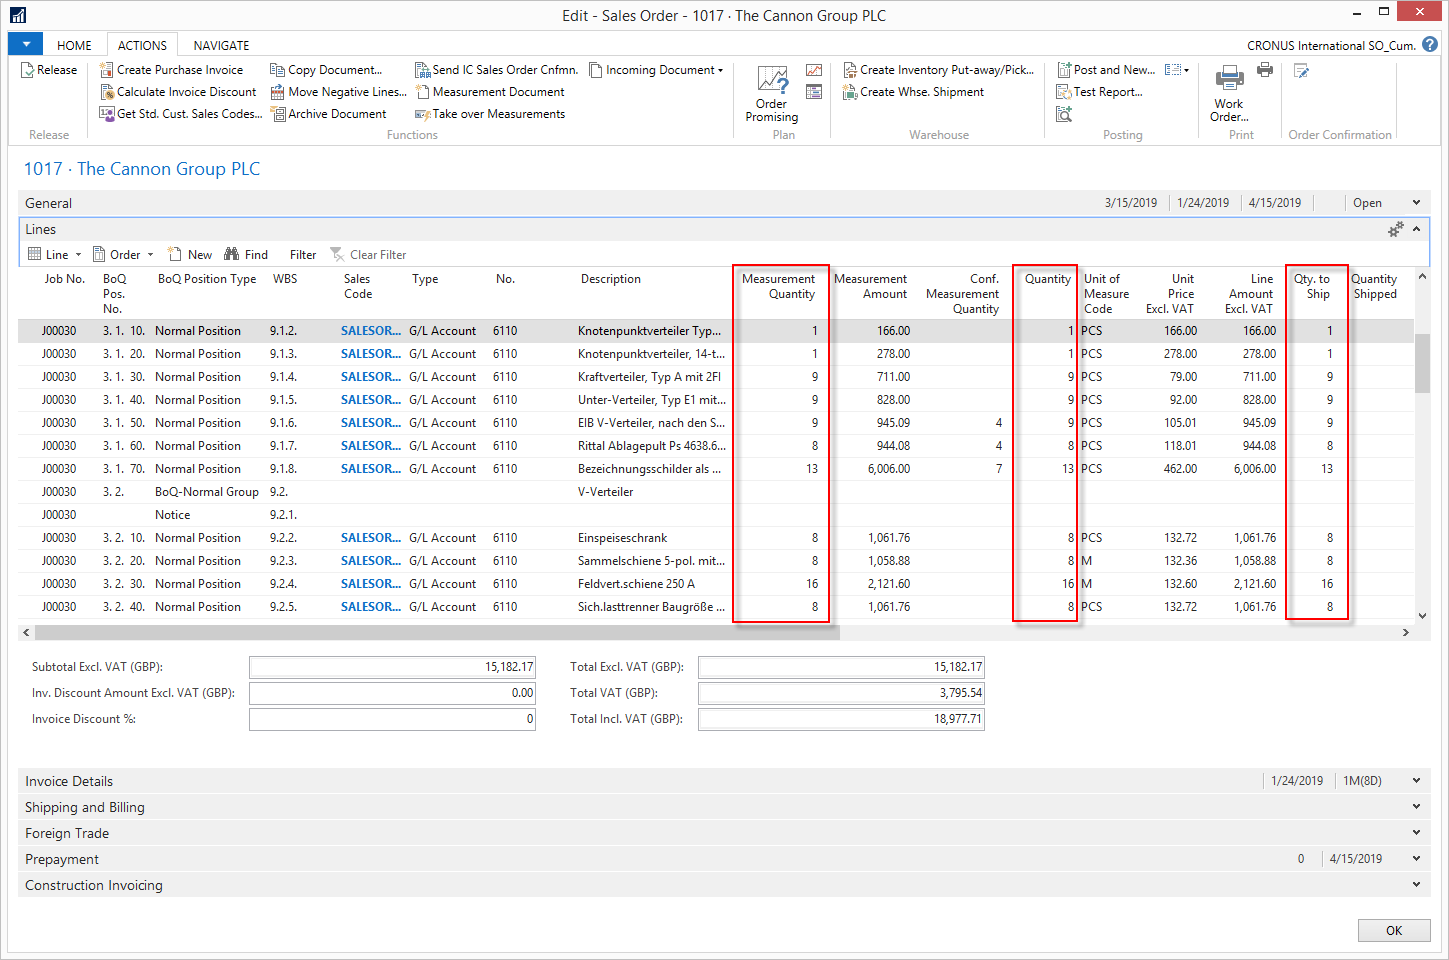 Edit - Sales Order - 1017 · The Cannon Group PLC
HOME ACTIONS NAVIGATE CRONUS International SO_Cum. ?
Release Create Purchase Invoice Copy Document... Send IC Sales Order Cnfmn. Incoming Document Create Inventory Put-away/Pick... Post and New...
Calculate Invoice Discount Move Negative Lines... Measurement Document Create Whse. Shipment Test Report...
Get Std. Cust. Sales Codes... Archive Document Take over Measurements Order Promising Work Order...
Release Functions Plan Warehouse Posting Print Order Confirmation
1017 · The Cannon Group PLC
General 3/15/2019 1/24/2019 4/15/2019 Open
Lines
Line Order New Find Filter Clear Filter
Job No. BoQ Pos. No. BoQ Position Type WBS Sales Code Type No. Description Measurement Quantity Measurement Amount Conf. Measurement Quantity Quantity Unit of Measure Code Unit Price Excl. VAT Line Amount Excl. VAT Qty. to Ship Quantity Shipped
J00030 3. 1. 10. Normal Position 9.1.2. SALESOR... G/L Account 6110 Knotenpunktverteiler Typ... 1 166.00 1 PCS 166.00 166.00 1
J00030 3. 1. 20. Normal Position 9.1.3. SALESOR... G/L Account 6110 Knotenpunktverteiler, 14-t... 1 278.00 1 PCS 278.00 278.00 1
J00030 3. 1. 30. Normal Position 9.1.4. SALESOR... G/L Account 6110 Kraftverteiler, Typ A mit 2Fl 9 711.00 9 PCS 79.00 711.00 9
J00030 3. 1. 40. Normal Position 9.1.5. SALESOR... G/L Account 6110 Unter-Verteiler, Typ E1 mit... 9 828.00 9 PCS 92.00 828.00 9
J00030 3. 1. 50. Normal Position 9.1.6. SALESOR... G/L Account 6110 EIB V-Verteiler, nach den S... 9 945.09 4 9 PCS 105.01 945.09 9
J00030 3. 1. 60. Normal Position 9.1.7. SALESOR... G/L Account 6110 Rittal Ablagepult Ps 4638.6... 8 944.08 4 8 PCS 118.01 944.08 8
J00030 3. 1. 70. Normal Position 9.1.8. SALESOR... G/L Account 6110 Bezeichnungsschilder als ... 13 6,006.00 7 13 PCS 462.00 6,006.00 13
J00030 3. 2. BoQ-Normal Group 9.2. V-Verteiler
J00030 Notice 9.2.1.
J00030 3. 2. 10. Normal Position 9.2.2. SALESOR... G/L Account 6110 Einspeiseschrank 8 1,061.76 8 PCS 132.72 1,061.76 8
J00030 3. 2. 20. Normal Position 9.2.3. SALESOR... G/L Account 6110 Sammelschiene 5-pol. mit... 8 1,058.88 8 M 132.36 1,058.88 8
J00030 3. 2. 30. Normal Position 9.2.4. SALESOR... G/L Account 6110 Feldvert.schiene 250 A 16 2,121.60 16 M 132.60 2,121.60 16
J00030 3. 2. 40. Normal Position 9.2.5. SALESOR... G/L Account 6110 Sich.lasttrenner Baugröße ... 8 1,061.76 8 PCS 132.72 1,061.76 8
Subtotal Excl. VAT (GBP): 15,182.17 Total Excl. VAT (GBP): 15,182.17
Inv. Discount Amount Excl. VAT (GBP): 0.00 Total VAT (GBP): 3,795.54
Invoice Discount %: 0 Total Incl. VAT (GBP): 18,977.71
Invoice Details 1/24/2019 1M(8D)
Shipping and Billing
Foreign Trade
Prepayment 0 4/15/2019
Construction Invoicing
OK